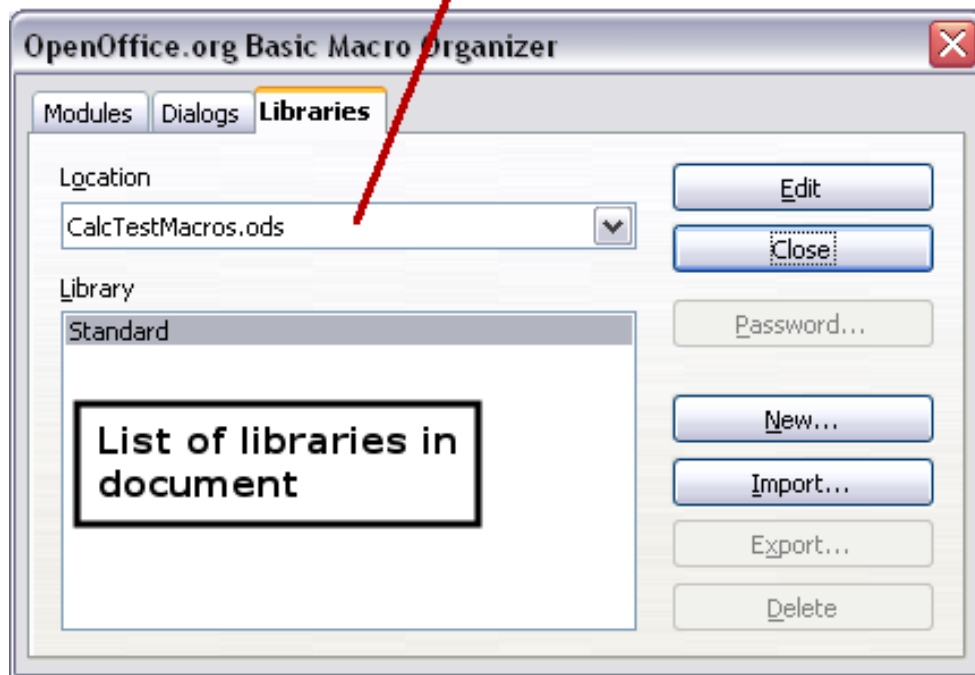 OpenOffice.org Basic Macro Organizer
Modules Dialogs Libraries
Location
CalcTestMacros.ods
Library
Standard
List of libraries in
document
Edit
Close
Password...
New...
Import...
Export...
Delete